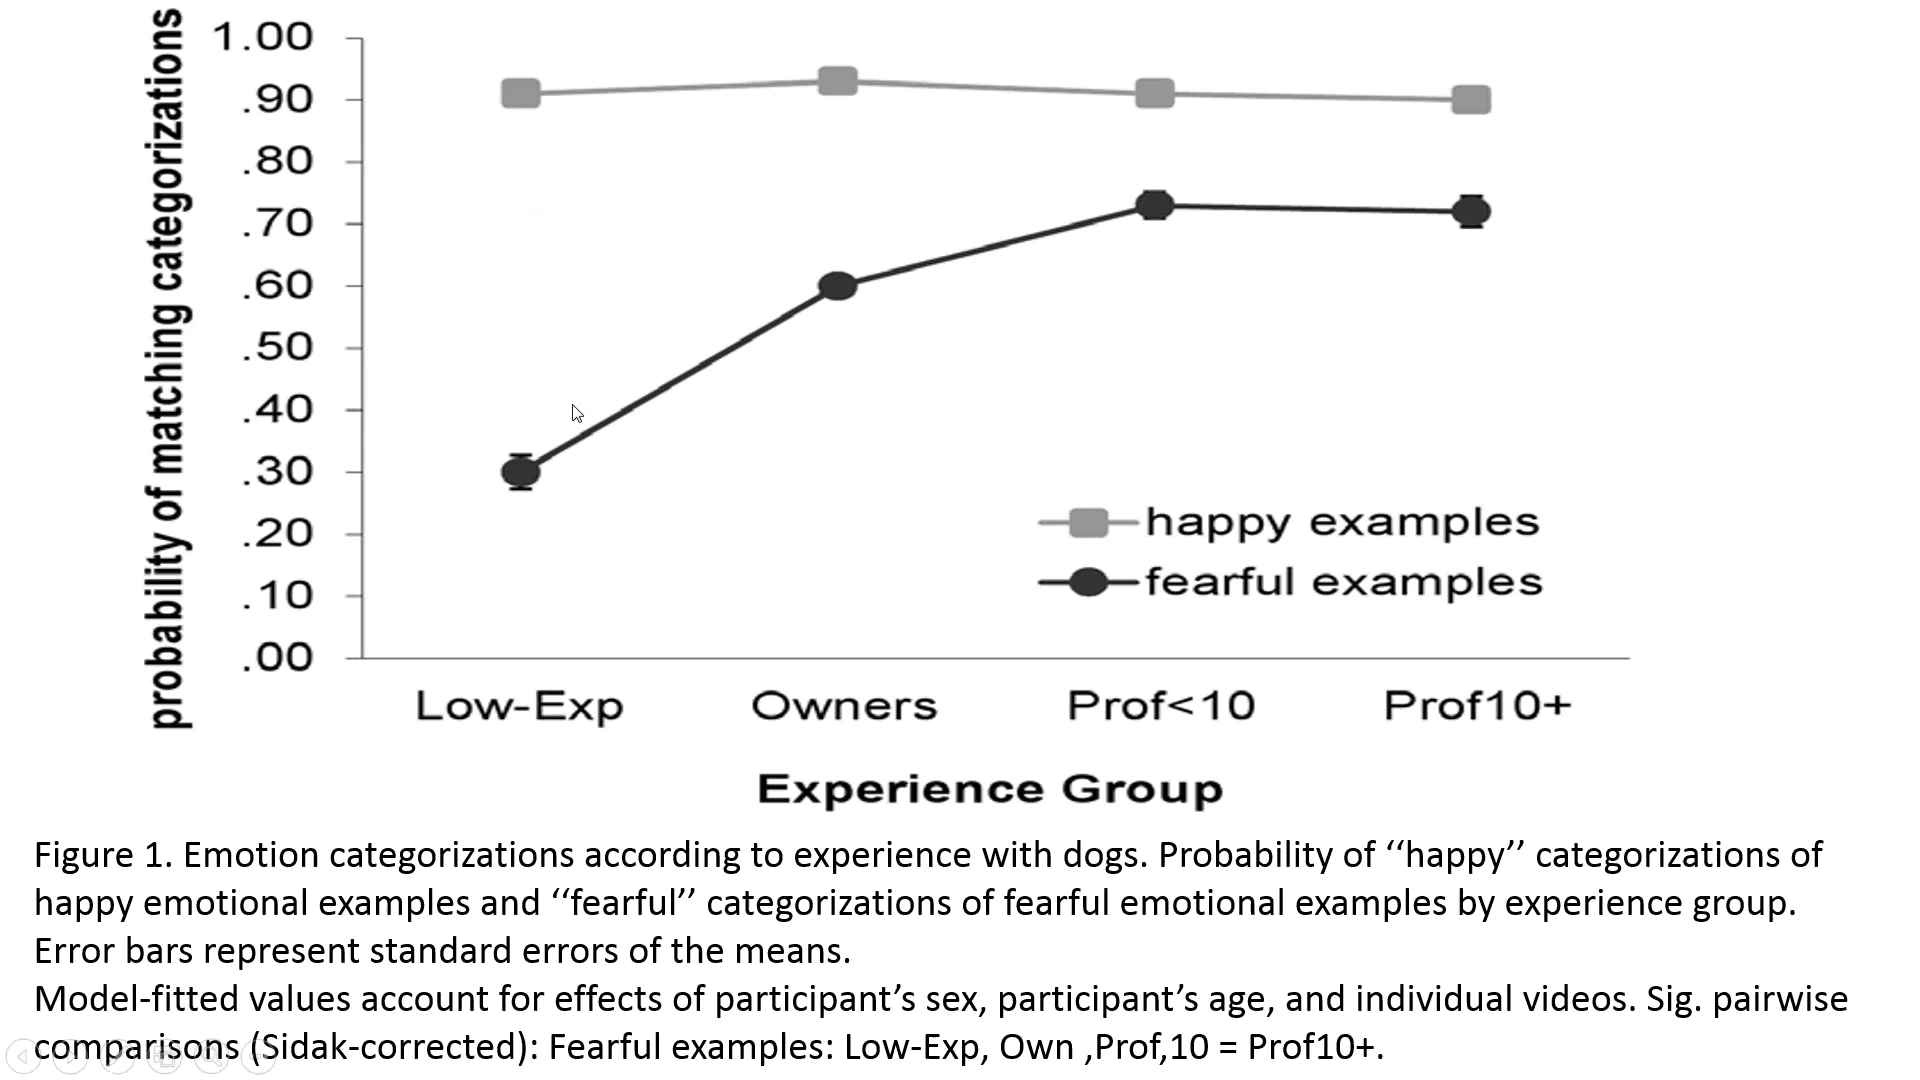 probability of matching categorizations
1.00
.90
.80
.70
.60
.50
.40
.30
.20
.10
.00
happy examples
fearful examples
Low-Exp Owners Prof<10 Prof10+
Experience Group
Figure 1. Emotion categorizations according to experience with dogs. Probability of ‘‘happy’’ categorizations of
happy emotional examples and ‘‘fearful’’ categorizations of fearful emotional examples by experience group.
Error bars represent standard errors of the means.
Model-fitted values account for effects of participant’s sex, participant’s age, and individual videos. Sig. pairwise
comparisons (Sidak-corrected): Fearful examples: Low-Exp, Own ,Prof,10 = Prof10+.